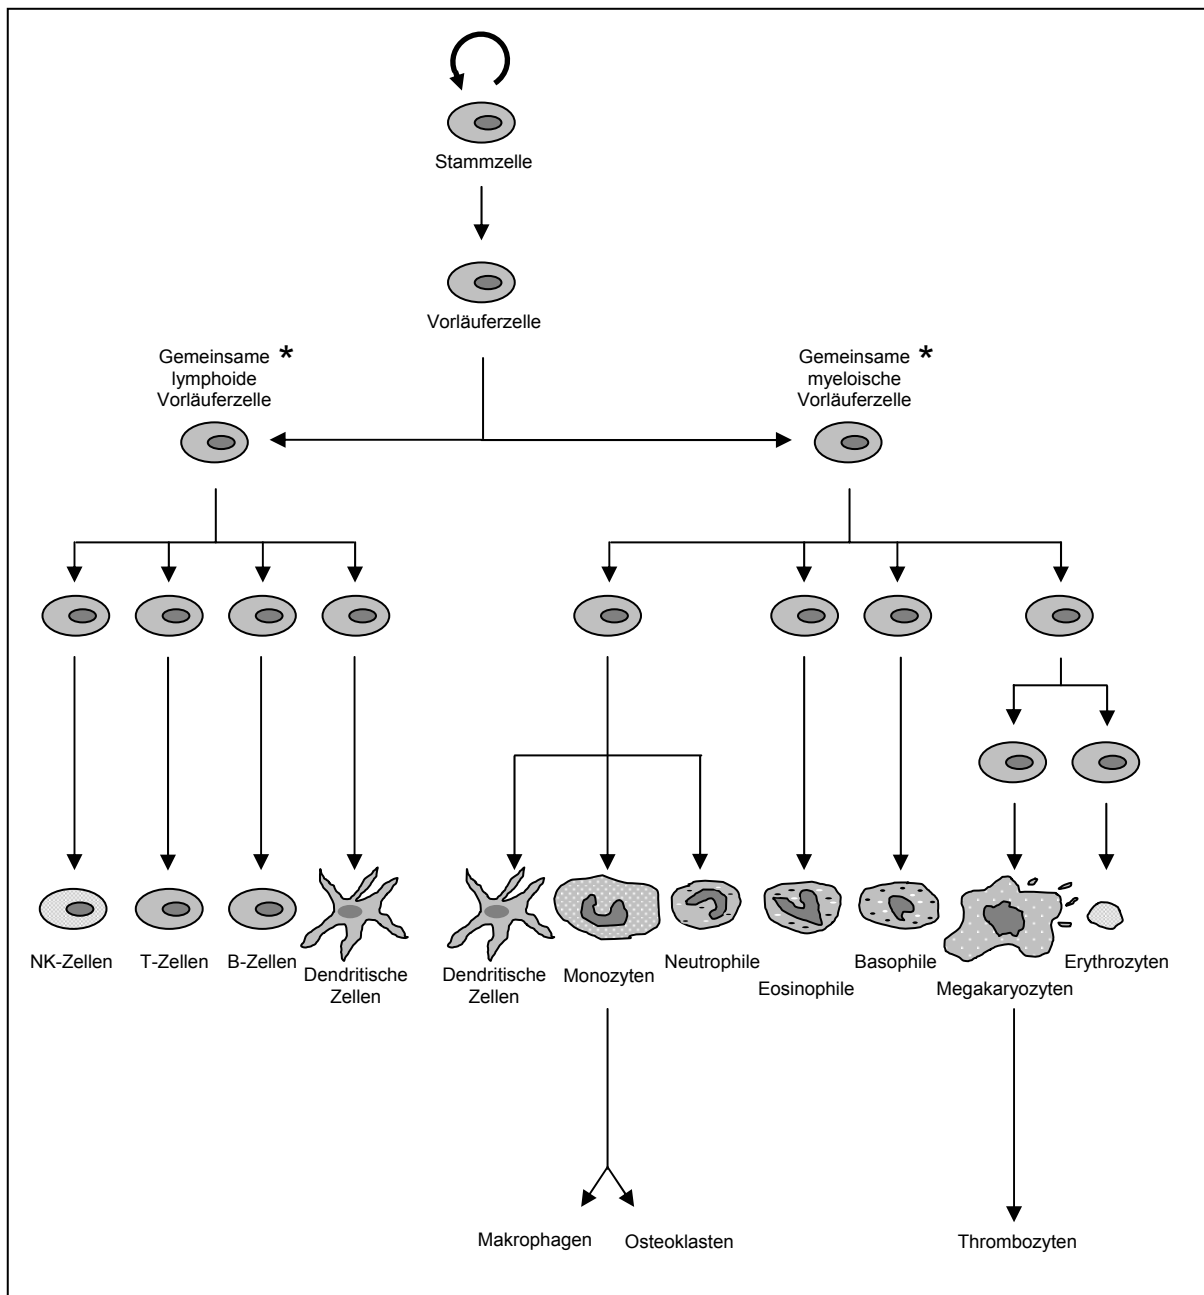 Stammzelle
Vorläuferzelle
Gemeinsame *
lymphoide
Vorläuferzelle
Gemeinsame *
myeloische
Vorläuferzelle
NK-Zellen
T-Zellen
B-Zellen
Dendritische
Zellen
Dendritische
Zellen
Monozyten
Neutrophile
Eosinophile
Basophile
Megakaryozyten
Erythrozyten
Makrophagen
Osteoklasten
Thrombozyten